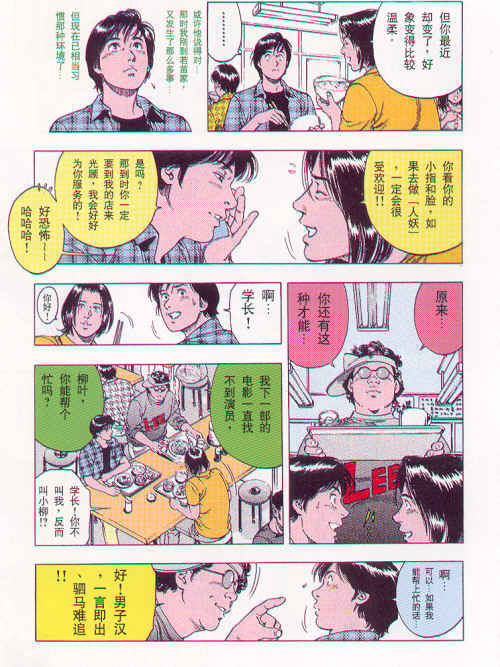 但你最近
却变了，好
象变得比较
温柔。
…………
或许他说得对…
那时我刚到若苗家，
又发生了那么多事…
但现在已相当习
惯那种环境了…
你看你的
小指和脸，如
果去做「人妖」
，一定会很
受欢迎!!
是吗？
那到时你一定
要到我的店来
光顾，我会好好
为你服务的！
好恐怖~~
哈哈哈！
原来…
你还有这
种才能…
啊…
学长！
你好！
我下一部的
电影一直找
不到演员，
柳叶，
你能帮个
忙吗？
学长！你不
叫我，反而
叫小柳!?
LEE
LEE
啊…
可以，如果我
能帮上忙的话…
好！男子汉
，一言即出
、驷马难追
!!